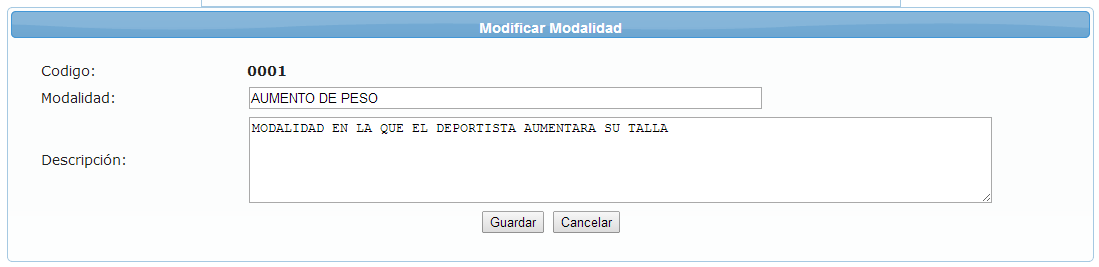 Modificar Modalidad
Codigo: 0001
Modalidad: AUMENTO DE PESO
MODALIDAD EN LA QUE EL DEPORTISTA AUMENTARA SU TALLA
Descripción:
Guardar Cancelar